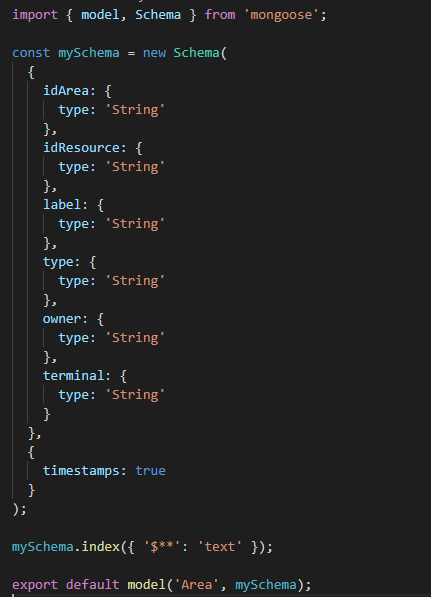 import { model, Schema } from 'mongoose';
const mySchema = new Schema(
  {
    idArea: {
      type: 'String'
    },
    idResource: {
      type: 'String'
    },
    label: {
      type: 'String'
    },
    type: {
      type: 'String'
    },
    owner: {
      type: 'String'
    },
    terminal: {
      type: 'String'
    }
  },
  {
    timestamps: true
  }
);
mySchema.index({ '$**': 'text' });
export default model('Area', mySchema);